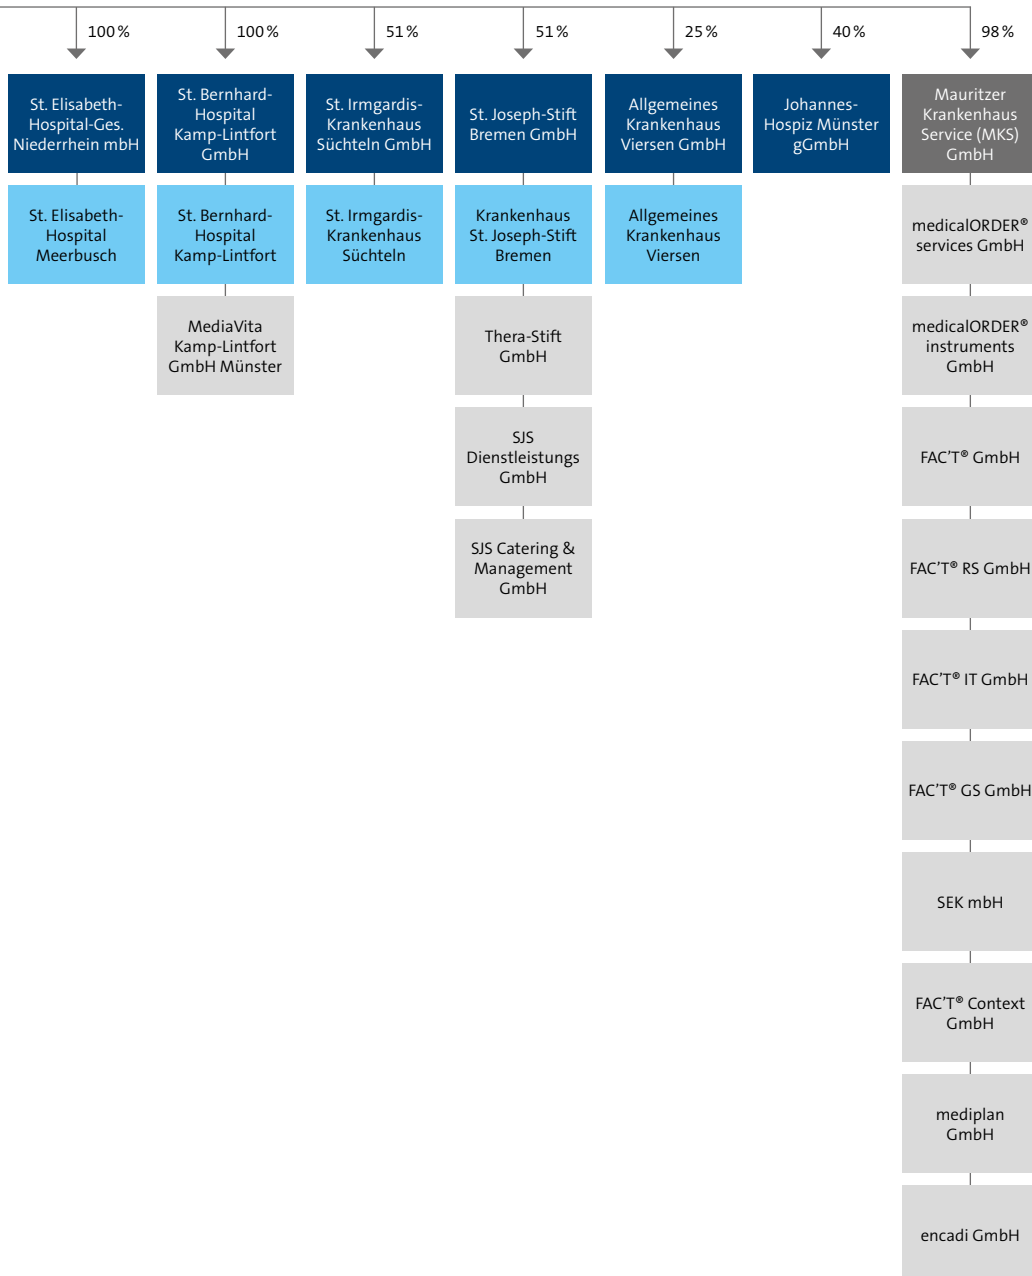 100 %
100 %
51 %
51 %
25 %
40 %
98 %
St. Elisabeth-
Hospital-Ges.
Niederrhein mbH
St. Bernhard-
Hospital
Kamp-Lintfort
GmbH
St. Irmgardis-
Krankenhaus
Süchteln GmbH
St. Joseph-Stift
Bremen GmbH
Allgemeines
Krankenhaus
Viersen GmbH
Johannes-
Hospiz Münster
gGmbH
Mauritzer
Krankenhaus
Service (MKS)
GmbH
St. Elisabeth-
Hospital
Meerbusch
St. Bernhard-
Hospital
Kamp-Lintfort
St. Irmgardis-
Krankenhaus
Süchteln
Krankenhaus
St. Joseph-Stift
Bremen
Allgemeines
Krankenhaus
Viersen
medicalORDER®
services GmbH
MediaVita
Kamp-Lintfort
GmbH Münster
Thera-Stift
GmbH
medicalORDER®
instruments
GmbH
SJS
Dienstleistungs
GmbH
FAC’T® GmbH
SJS Catering &
Management
GmbH
FAC’T® RS GmbH
FAC’T® IT GmbH
FAC’T® GS GmbH
SEK mbH
FAC’T® Context
GmbH
mediplan
GmbH
encadi GmbH